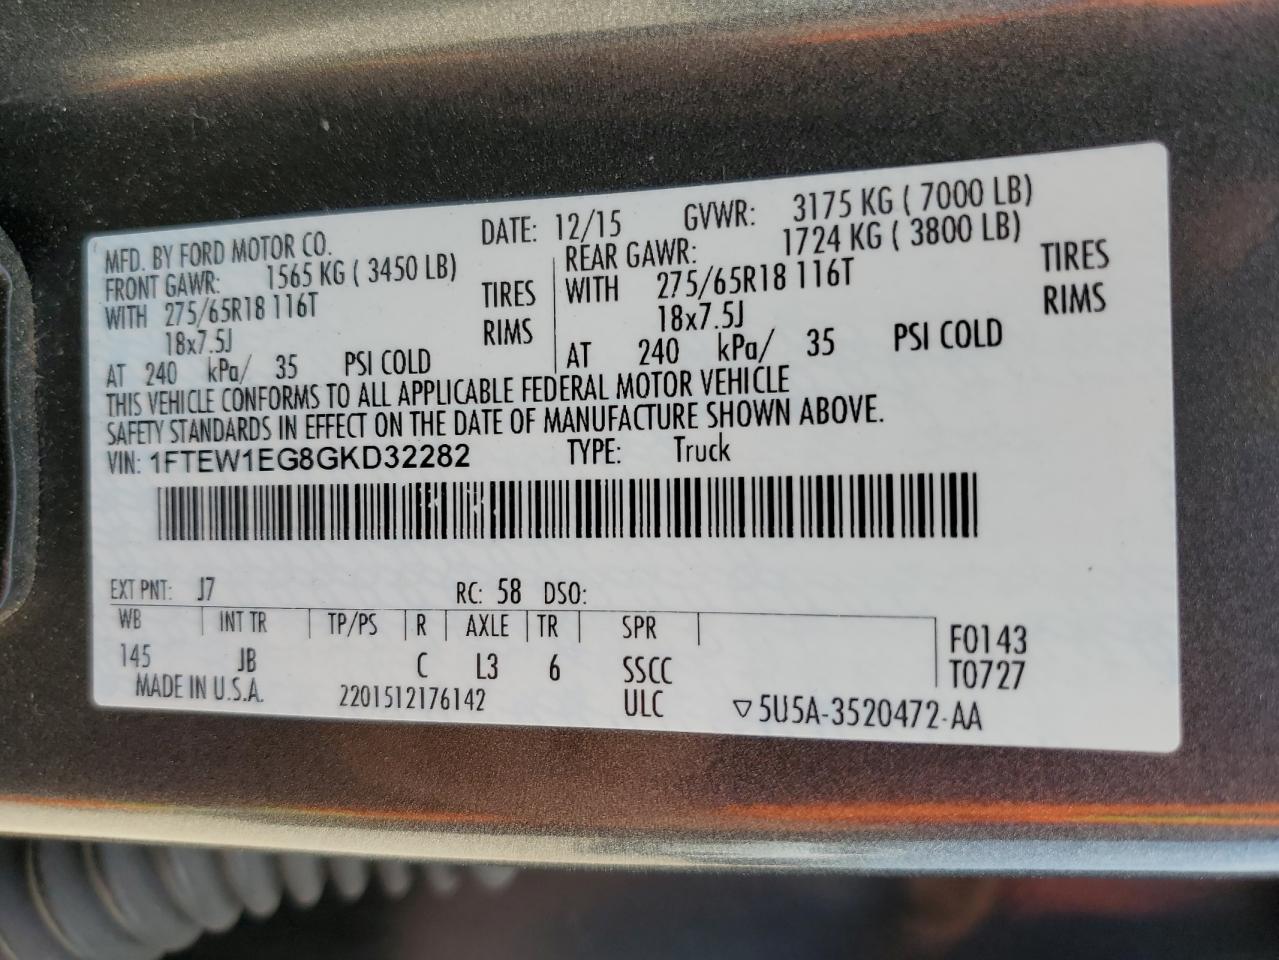 MFD. BY FORD MOTOR CO. DATE: 12/15 GVWR: 3175 KG ( 7000 LB)
FRONT GAWR: 1565 KG ( 3450 LB) REAR GAWR: 1724 KG ( 3800 LB)
WITH 275/65R18 116T TIRES WITH 275/65R18 116T TIRES
18x7.5J RIMS 18x7.5J RIMS
AT 240 kPa/ 35 PSI COLD AT 240 kPa/ 35 PSI COLD
THIS VEHICLE CONFORMS TO ALL APPLICABLE FEDERAL MOTOR VEHICLE
SAFETY STANDARDS IN EFFECT ON THE DATE OF MANUFACTURE SHOWN ABOVE.
VIN: 1FTEW1EG8GKD32282 TYPE: Truck
EXT PNT: J7 RC: 58 DSO:
WB INT TR TP/PS R AXLE TR SPR F0143
145 JB C L3 6 SSCC T0727
MADE IN U.S.A. 2201512176142 ULC ▽5U5A-3520472-AA